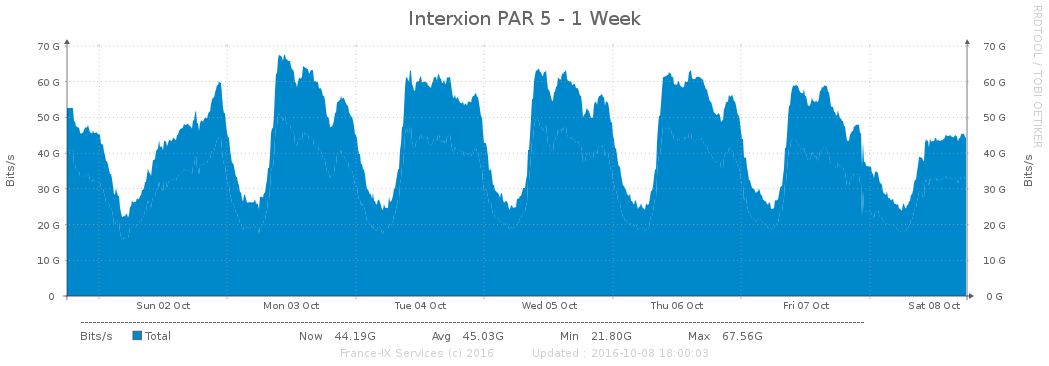 Interxion PAR 5 - 1 Week
RRDTOOL / TOBI OETIKER
Bits/s
Bits/s
70 G
60 G
50 G
40 G
30 G
20 G
10 G
0
70 G
60 G
50 G
40 G
30 G
20 G
10 G
0 G
Sun 02 Oct Mon 03 Oct Tue 04 Oct Wed 05 Oct Thu 06 Oct Fri 07 Oct Sat 08 Oct
Bits/s Total Now 44.19G Avg 45.03G Min 21.80G Max 67.56G
France-IX Services (c) 2016 Updated : 2016-10-08 18:00:03